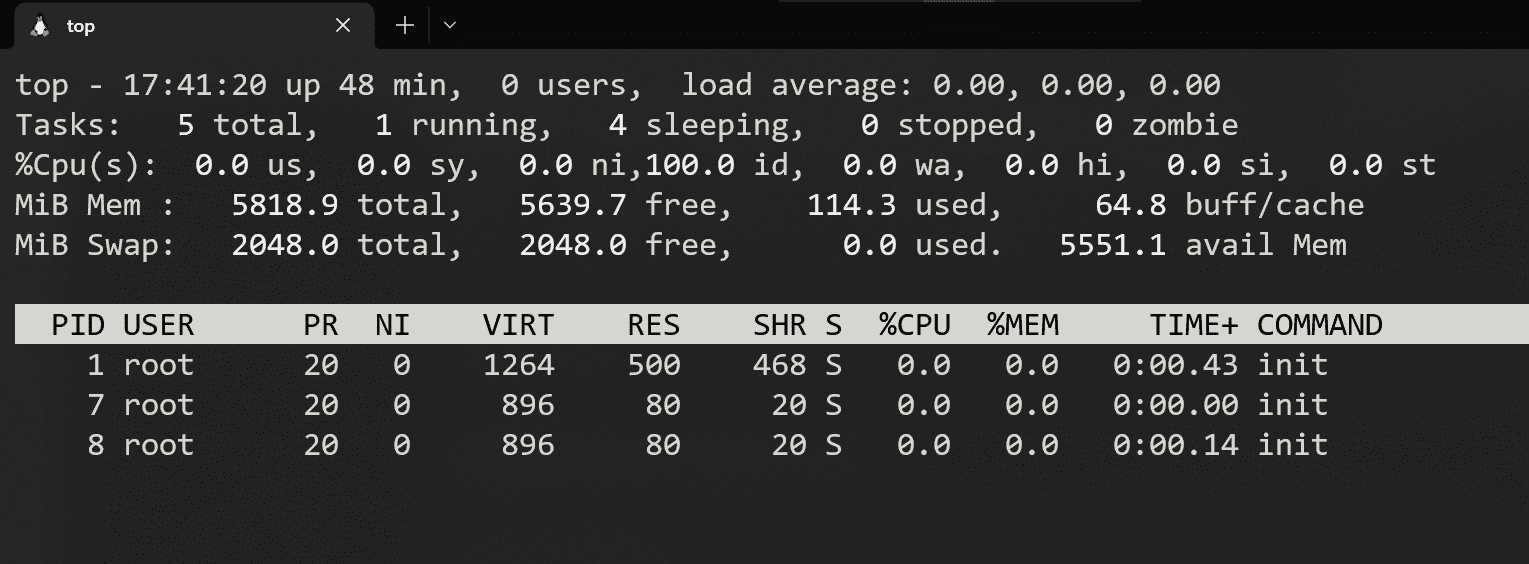 top
top - 17:41:20 up 48 min,  0 users,  load average: 0.00, 0.00, 0.00
Tasks:   5 total,   1 running,   4 sleeping,   0 stopped,   0 zombie
%Cpu(s):  0.0 us,  0.0 sy,  0.0 ni,100.0 id,  0.0 wa,  0.0 hi,  0.0 si,  0.0 st
MiB Mem :   5818.9 total,   5639.7 free,    114.3 used,     64.8 buff/cache
MiB Swap:   2048.0 total,   2048.0 free,      0.0 used.   5551.1 avail Mem
  PID USER      PR  NI    VIRT    RES    SHR S  %CPU  %MEM     TIME+ COMMAND
    1 root      20   0    1264    500    468 S   0.0   0.0   0:00.43 init
    7 root      20   0     896     80     20 S   0.0   0.0   0:00.00 init
    8 root      20   0     896     80     20 S   0.0   0.0   0:00.14 init